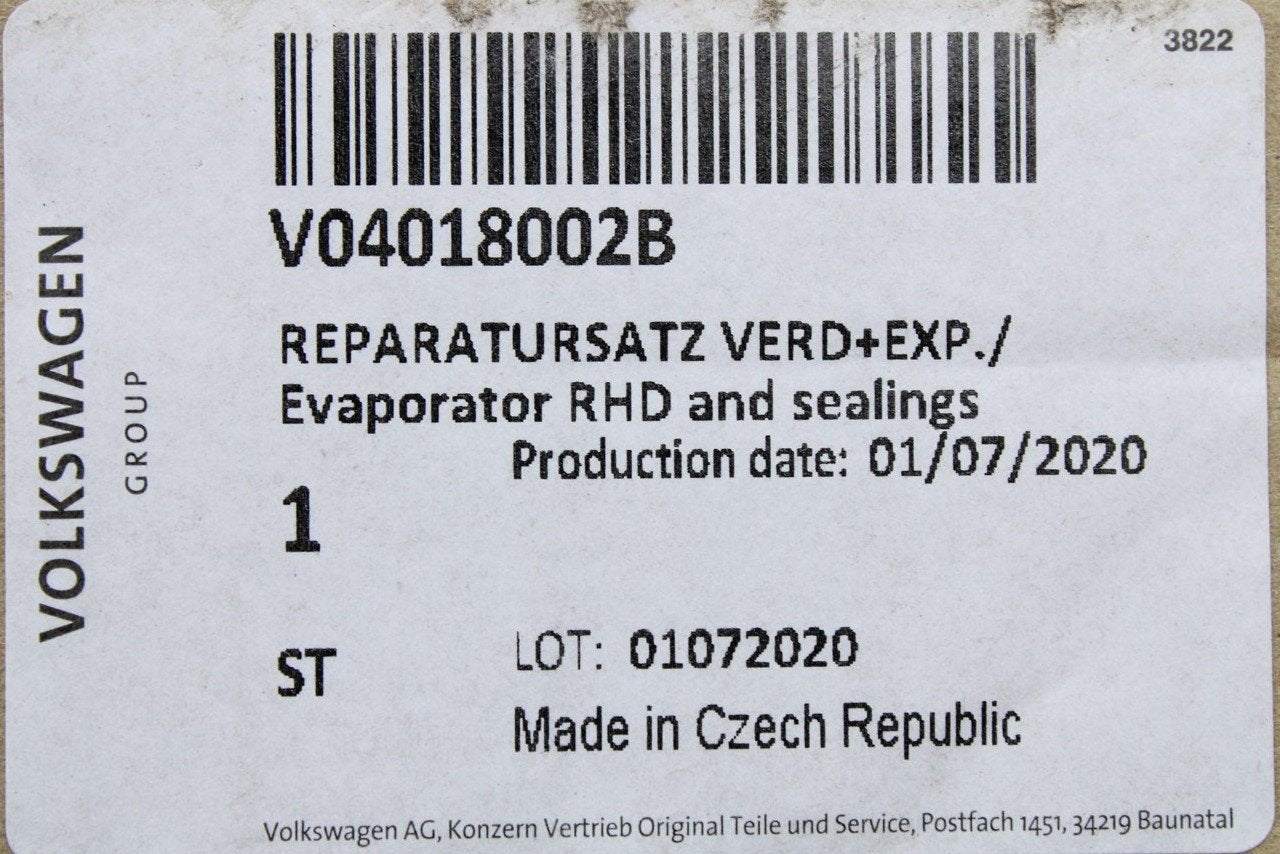 3822
V04018002B
REPARATURSATZ VERD+EXP./
Evaporator RHD and sealings
Production date: 01/07/2020
1
ST
LOT: 01072020
Made in Czech Republic
Volkswagen AG, Konzern Vertrieb Original Teile und Service, Postfach 1451, 34219 Baunatal
VOLKSWAGEN
GROUP